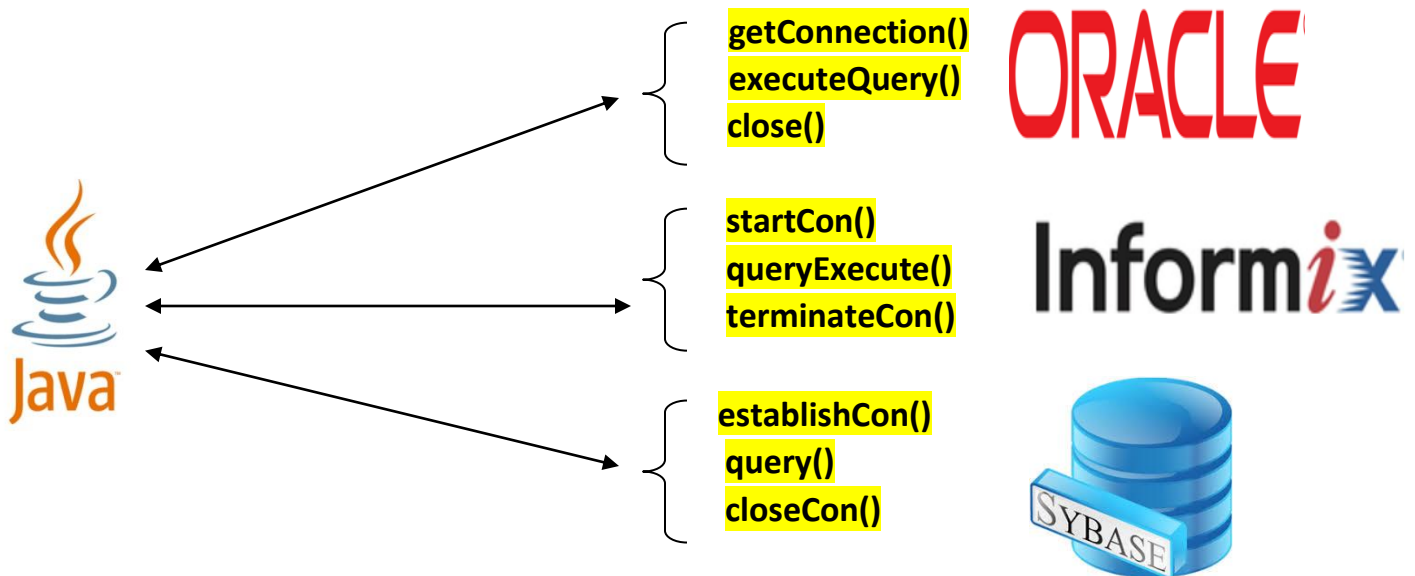 getConnection()
executeQuery()
close()
ORACLE
startCon()
queryExecute()
terminateCon()
Informix
Java
establishCon()
query()
closeCon()
SYBASE